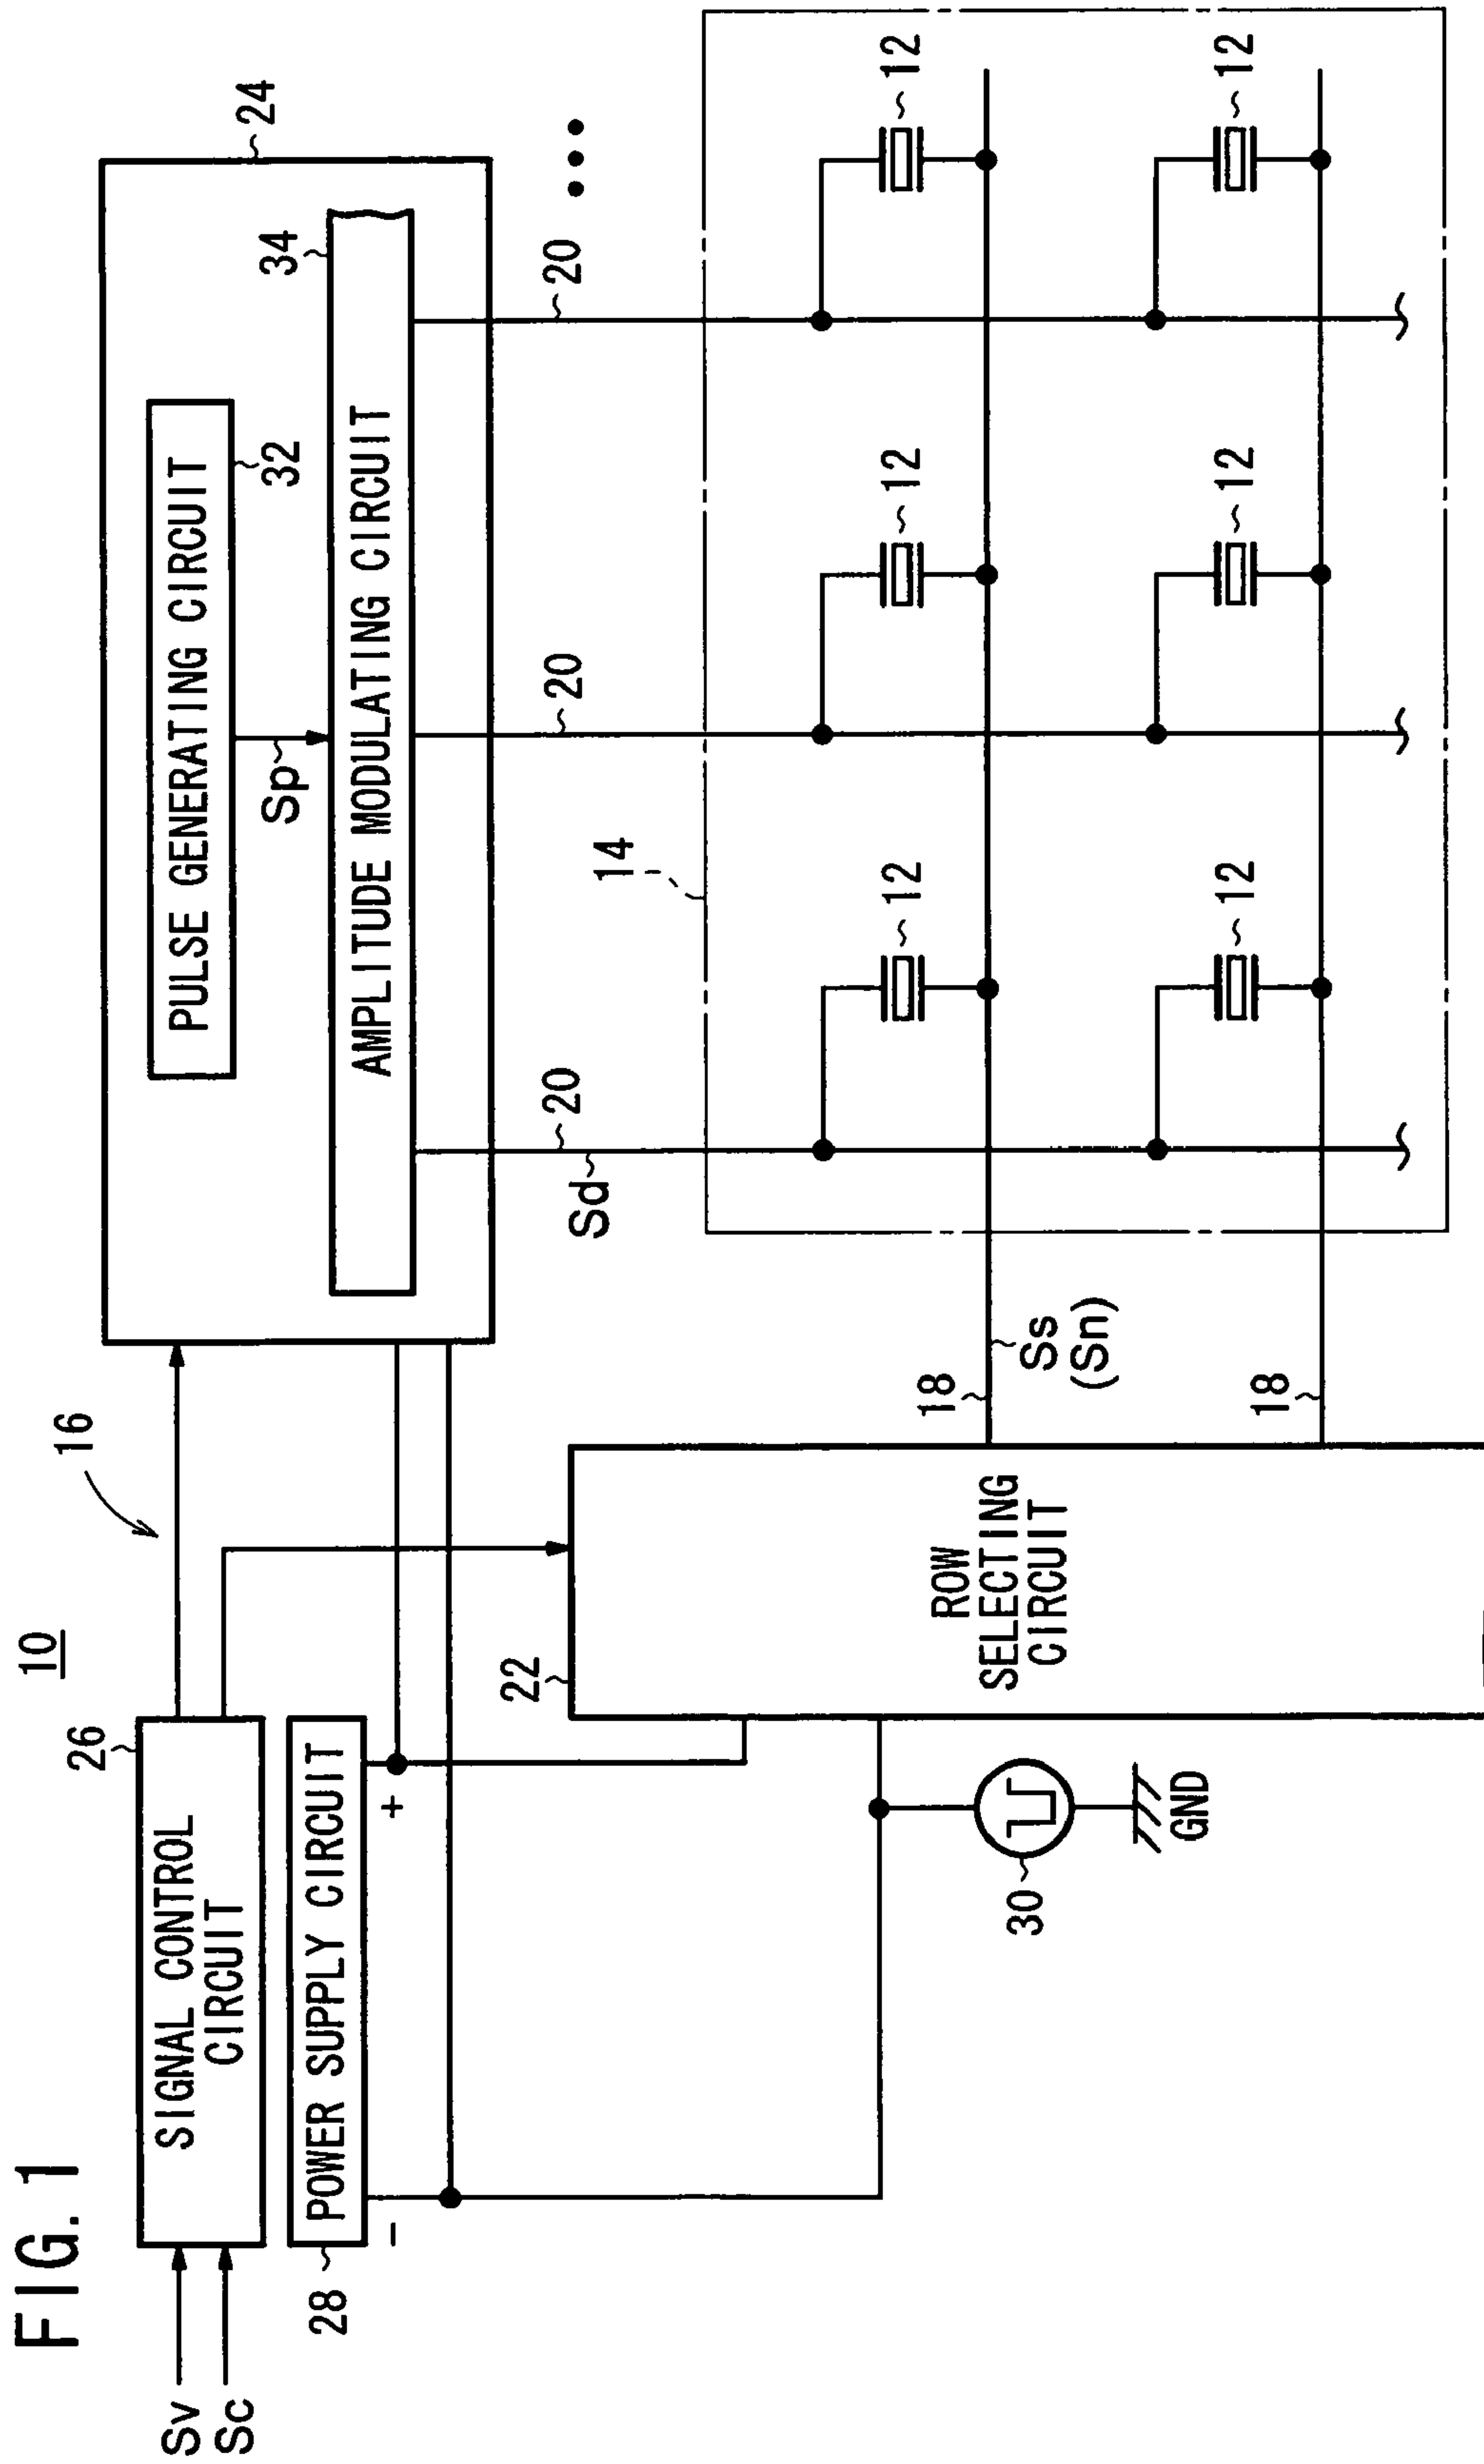 FIG. 1
10
16
Sv
Sc
26
SIGNAL CONTROL
CIRCUIT
28
POWER SUPPLY CIRCUIT
-
+
24
PULSE GENERATING CIRCUIT
32
Sp
34
AMPLITUDE MODULATING CIRCUIT
20
20
20
Sd
14
22
ROW
SELECTING
CIRCUIT
30
GND
18
Ss
(Sn)
18
12
12
12
12
12
12